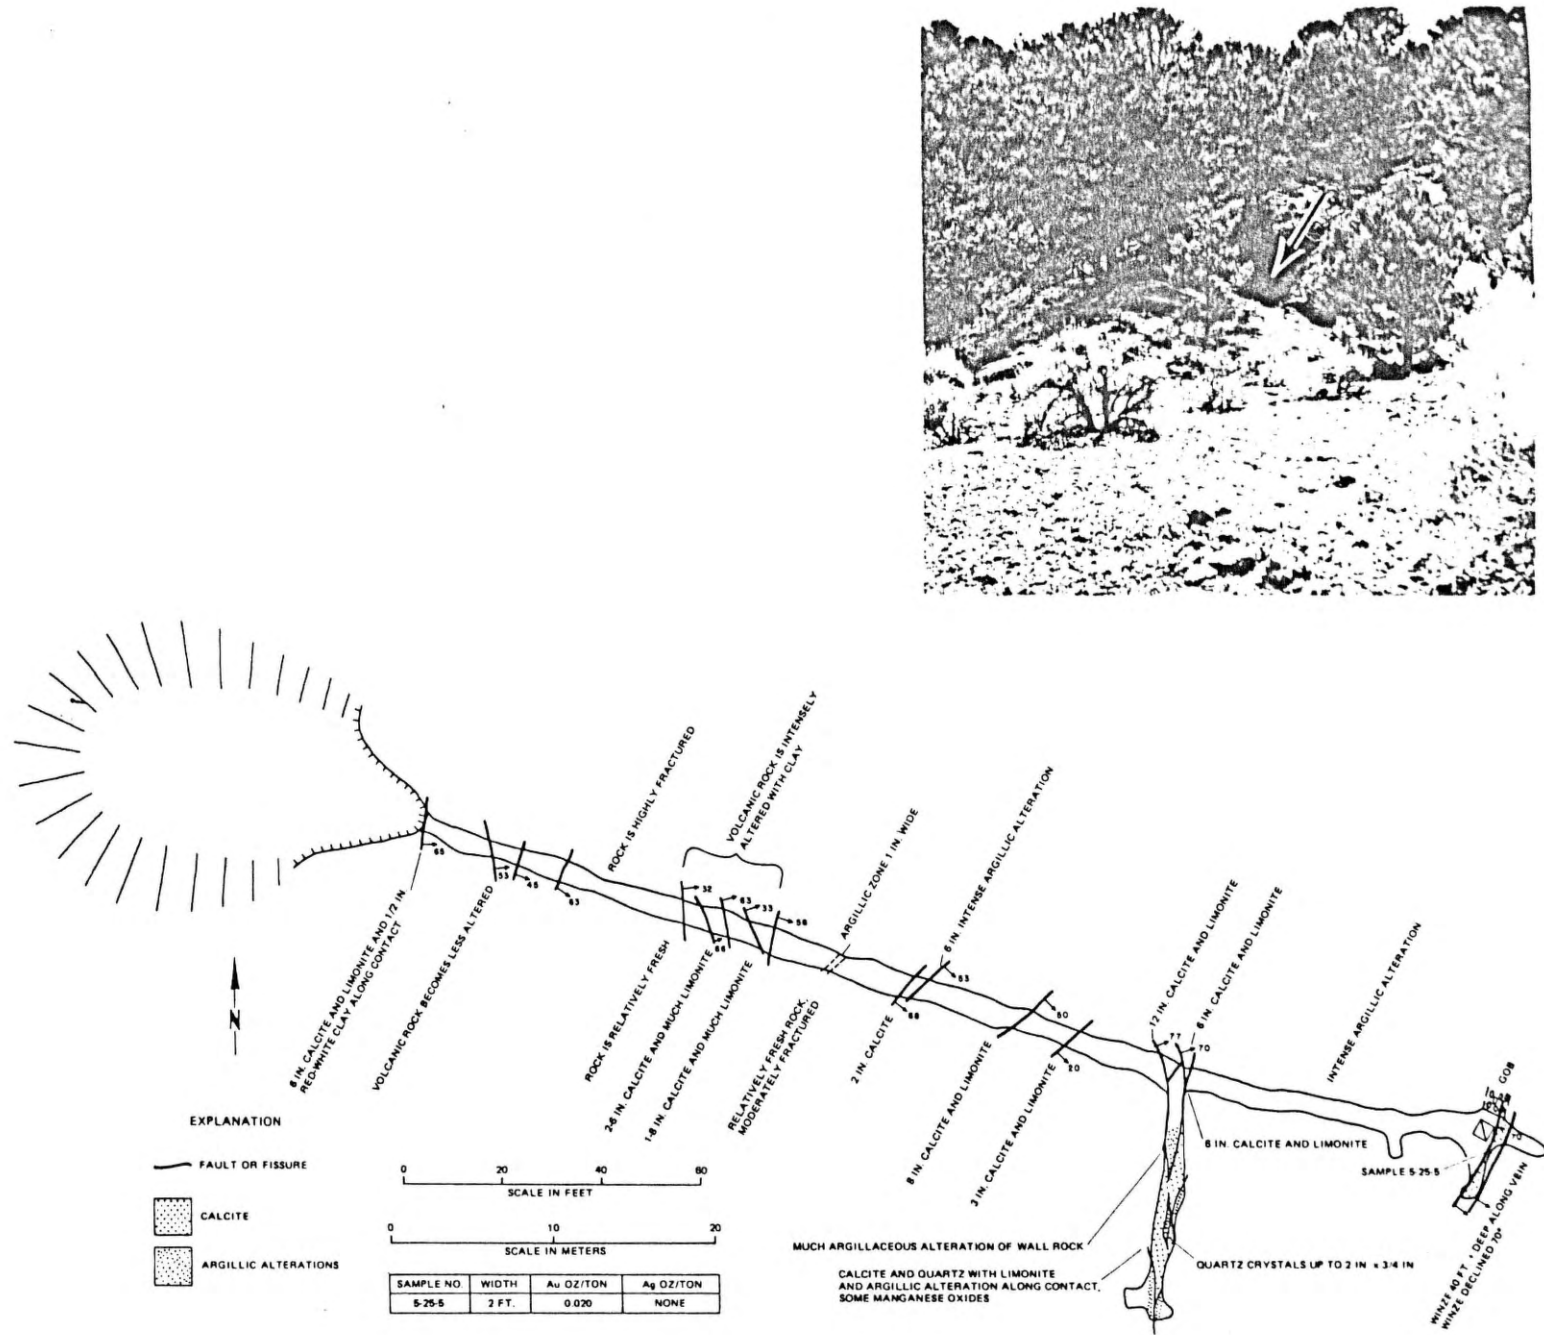 ROCK IS HIGHLY FRACTURED
VOLCANIC ROCK IS INTENSELY
ALTERED WITH CLAY
ARGILLIC ZONE 1 IN. WIDE
6 IN. INTENSE ARGILLIC ALTERATION
12 IN. CALCITE AND LIMONITE
6 IN. CALCITE AND LIMONITE
INTENSE ARGILLIC ALTERATION
GOB
65
53
45
63
32
63
33
56
66
63
68
50
20
77
70
6 IN. CALCITE AND LIMONITE AND 1/2 IN
RED-WHITE CLAY ALONG CONTACT
VOLCANIC ROCK BECOMES LESS ALTERED
ROCK IS RELATIVELY FRESH
2-6 IN. CALCITE AND MUCH LIMONITE
1-8 IN. CALCITE AND MUCH LIMONITE
RELATIVELY FRESH ROCK,
MODERATELY FRACTURED
2 IN. CALCITE
8 IN. CALCITE AND LIMONITE
3 IN. CALCITE AND LIMONITE
6 IN. CALCITE AND LIMONITE
SAMPLE 5-25-5
WINZE 40 FT + DEEP ALONG VEIN
WINZE DECLINED 70°
MUCH ARGILLACEOUS ALTERATION OF WALL ROCK
CALCITE AND QUARTZ WITH LIMONITE
AND ARGILLIC ALTERATION ALONG CONTACT,
SOME MANGANESE OXIDES
QUARTZ CRYSTALS UP TO 2 IN x 3/4 IN
N
EXPLANATION
FAULT OR FISSURE
CALCITE
ARGILLIC ALTERATIONS
0 20 40 60
SCALE IN FEET
0 10 20
SCALE IN METERS
SAMPLE NO. WIDTH Au OZ/TON Ag OZ/TON
5-25-5 2 FT. 0.020 NONE